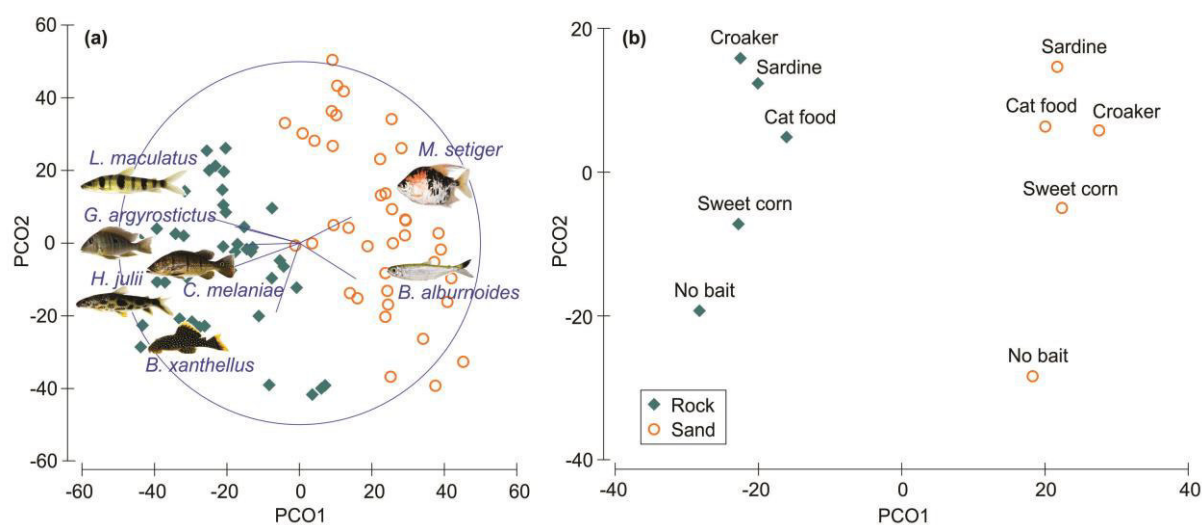 (a)
60
40
20
0
-20
-40
-60
PCO2
-60 -40 -20 0 20 40 60
PCO1
L. maculatus
G. argyrostictus
H. julii
C. melaniae
B. xanthellus
M. setiger
B. alburnoides
(b)
20
0
-20
-40
PCO2
-40 -20 0 20 40
PCO1
Croaker
Sardine
Cat food
Sweet corn
No bait
Sardine
Cat food
Croaker
Sweet corn
No bait
Rock
Sand